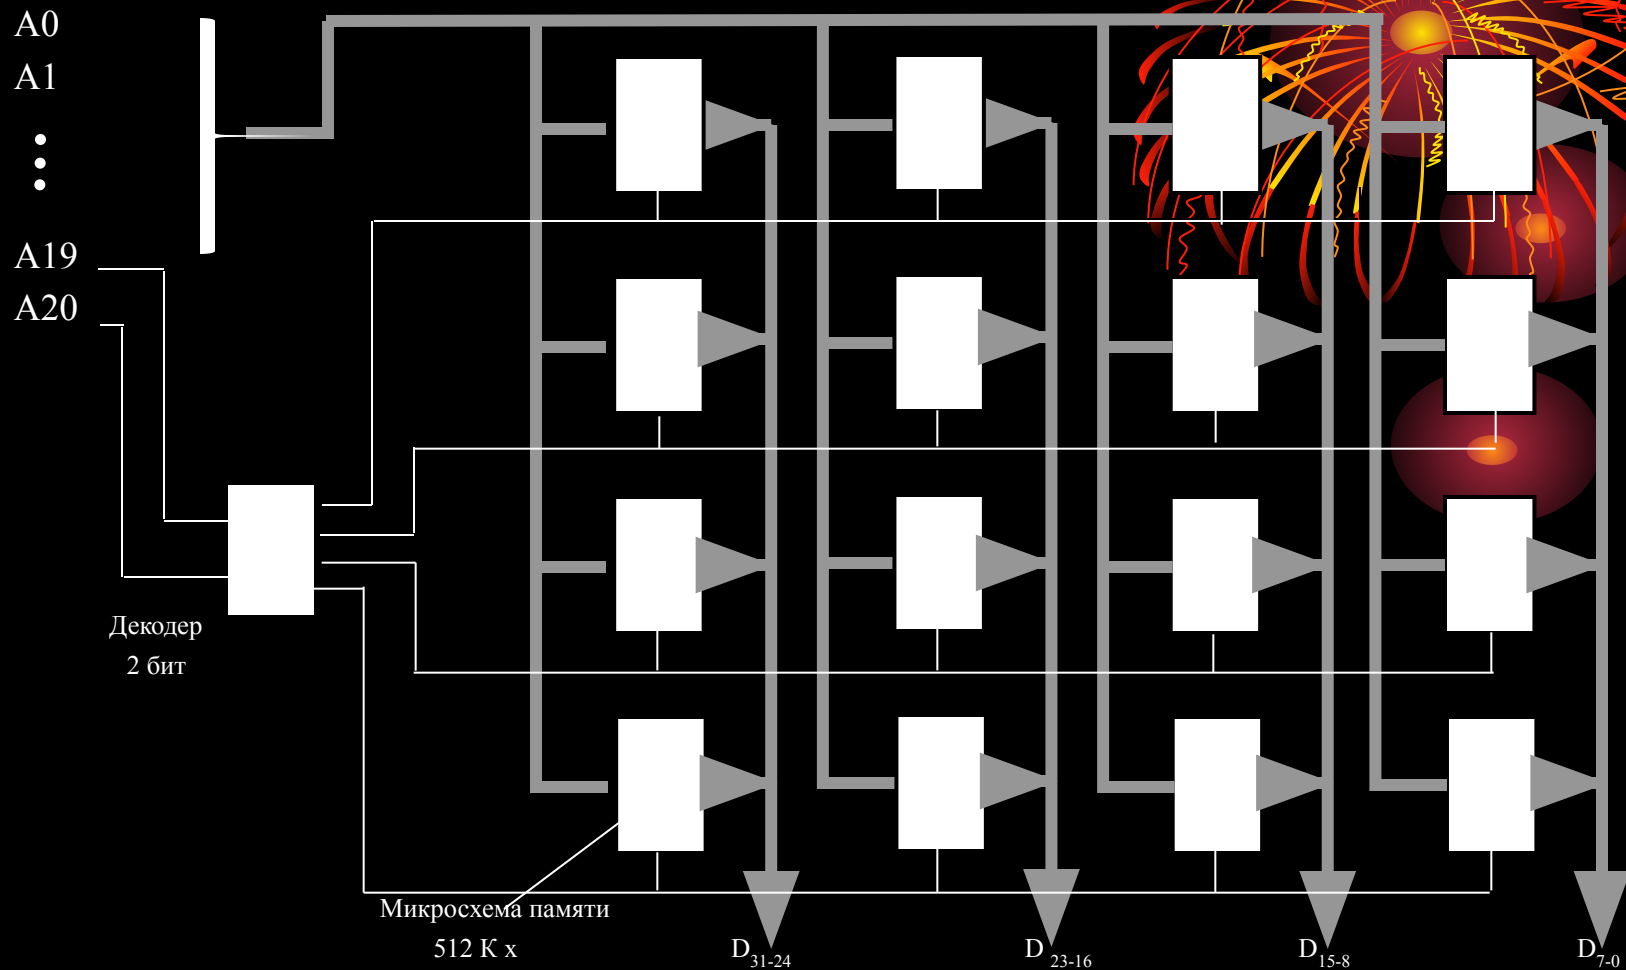 A0
A1
A19
A20
Декодер
2 бит
Микросхема памяти
512 K x
D31-24
D23-16
D15-8
D7-0